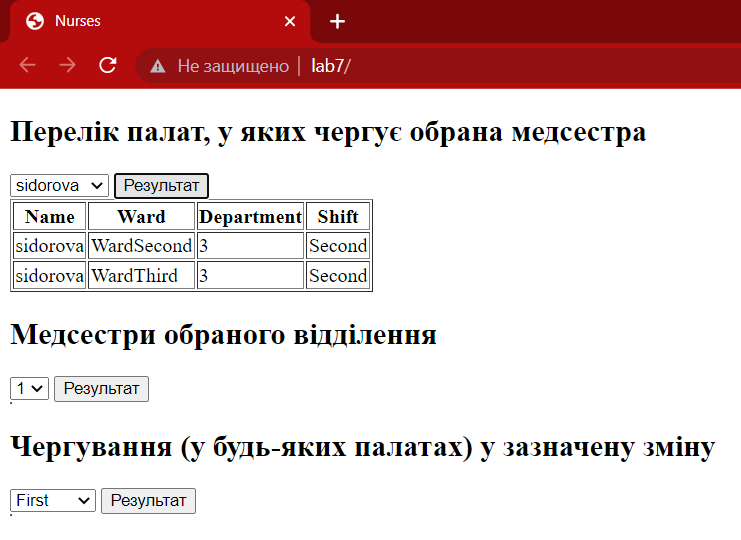 Nurses
Не защищено | lab7/
Перелік палат, у яких чергує обрана медсестра
sidorova Результат
Name Ward Department Shift
sidorova WardSecond 3 Second
sidorova WardThird 3 Second
Медсестри обраного відділення
1 Результат
Чергування (у будь-яких палатах) у зазначену зміну
First Результат